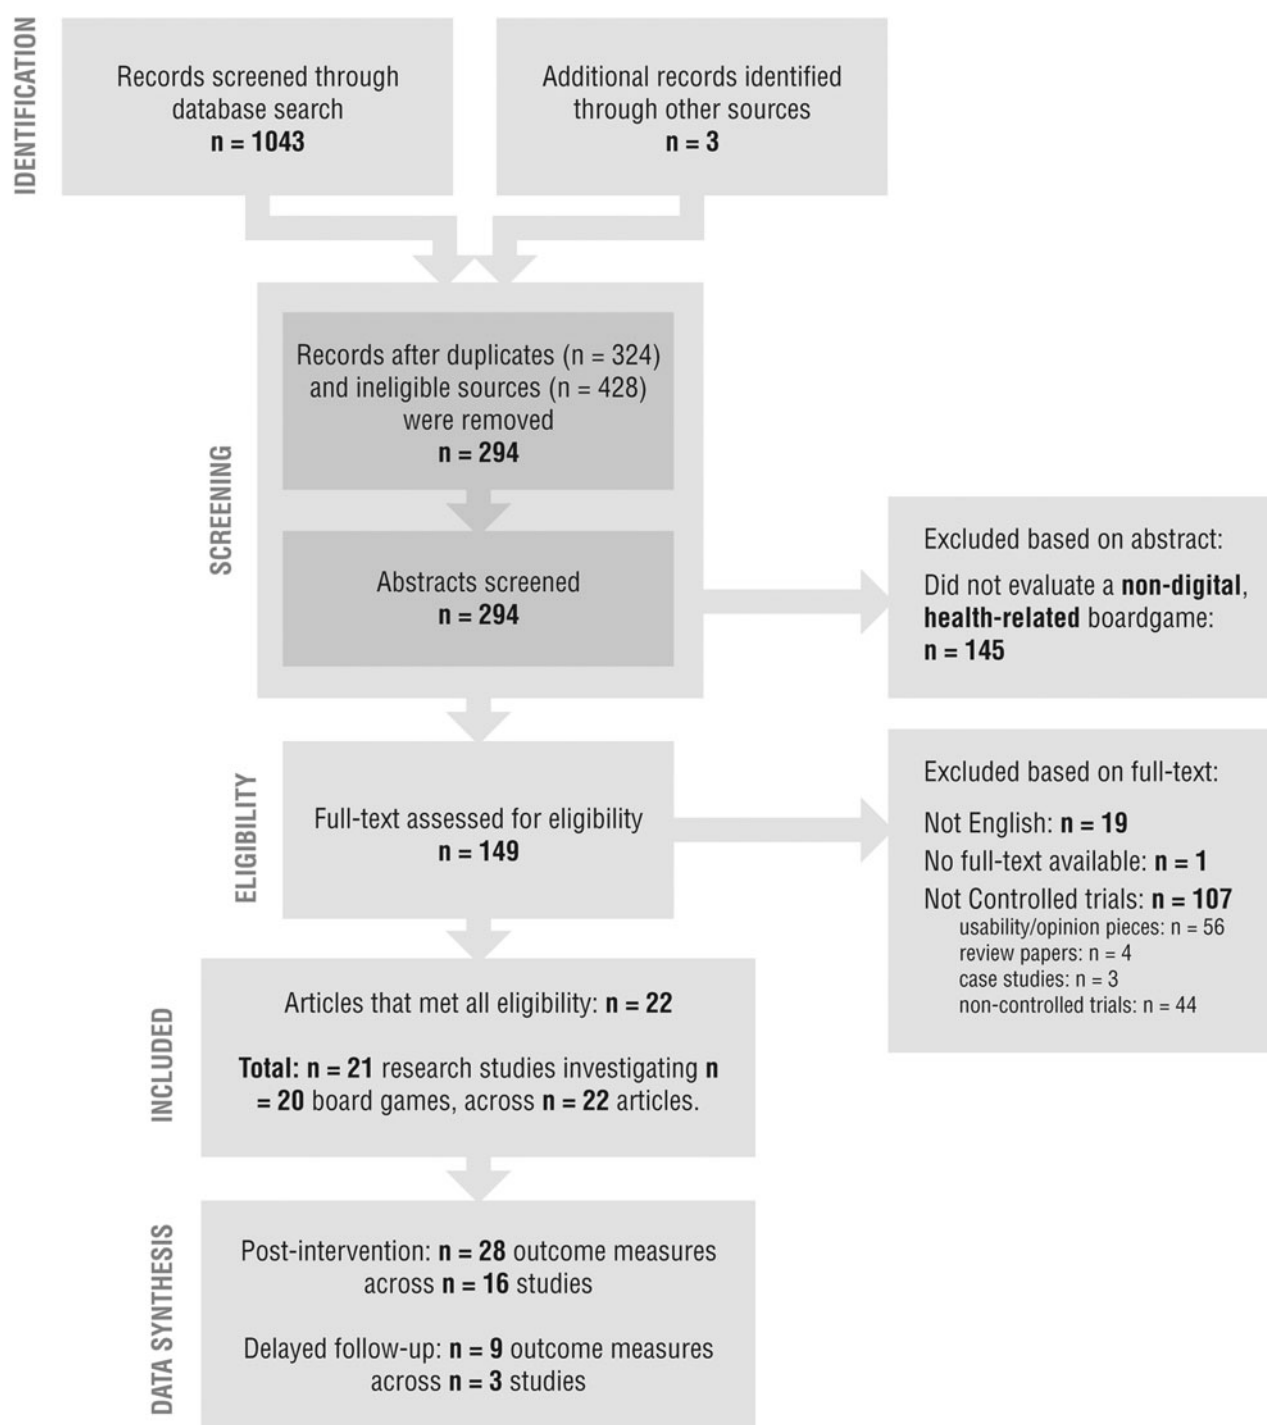 IDENTIFICATION
Records screened through
database search
n = 1043
Additional records identified
through other sources
n = 3
SCREENING
Records after duplicates (n = 324)
and ineligible sources (n = 428)
were removed
n = 294
Abstracts screened
n = 294
Excluded based on abstract:
Did not evaluate a non-digital,
health-related boardgame:
n = 145
ELIGIBILITY
Full-text assessed for eligibility
n = 149
Excluded based on full-text:
Not English: n = 19
No full-text available: n = 1
Not Controlled trials: n = 107
usability/opinion pieces: n = 56
review papers: n = 4
case studies: n = 3
non-controlled trials: n = 44
INCLUDED
Articles that met all eligibility: n = 22
Total: n = 21 research studies investigating n
= 20 board games, across n = 22 articles.
DATA SYNTHESIS
Post-intervention: n = 28 outcome measures
across n = 16 studies
Delayed follow-up: n = 9 outcome measures
across n = 3 studies